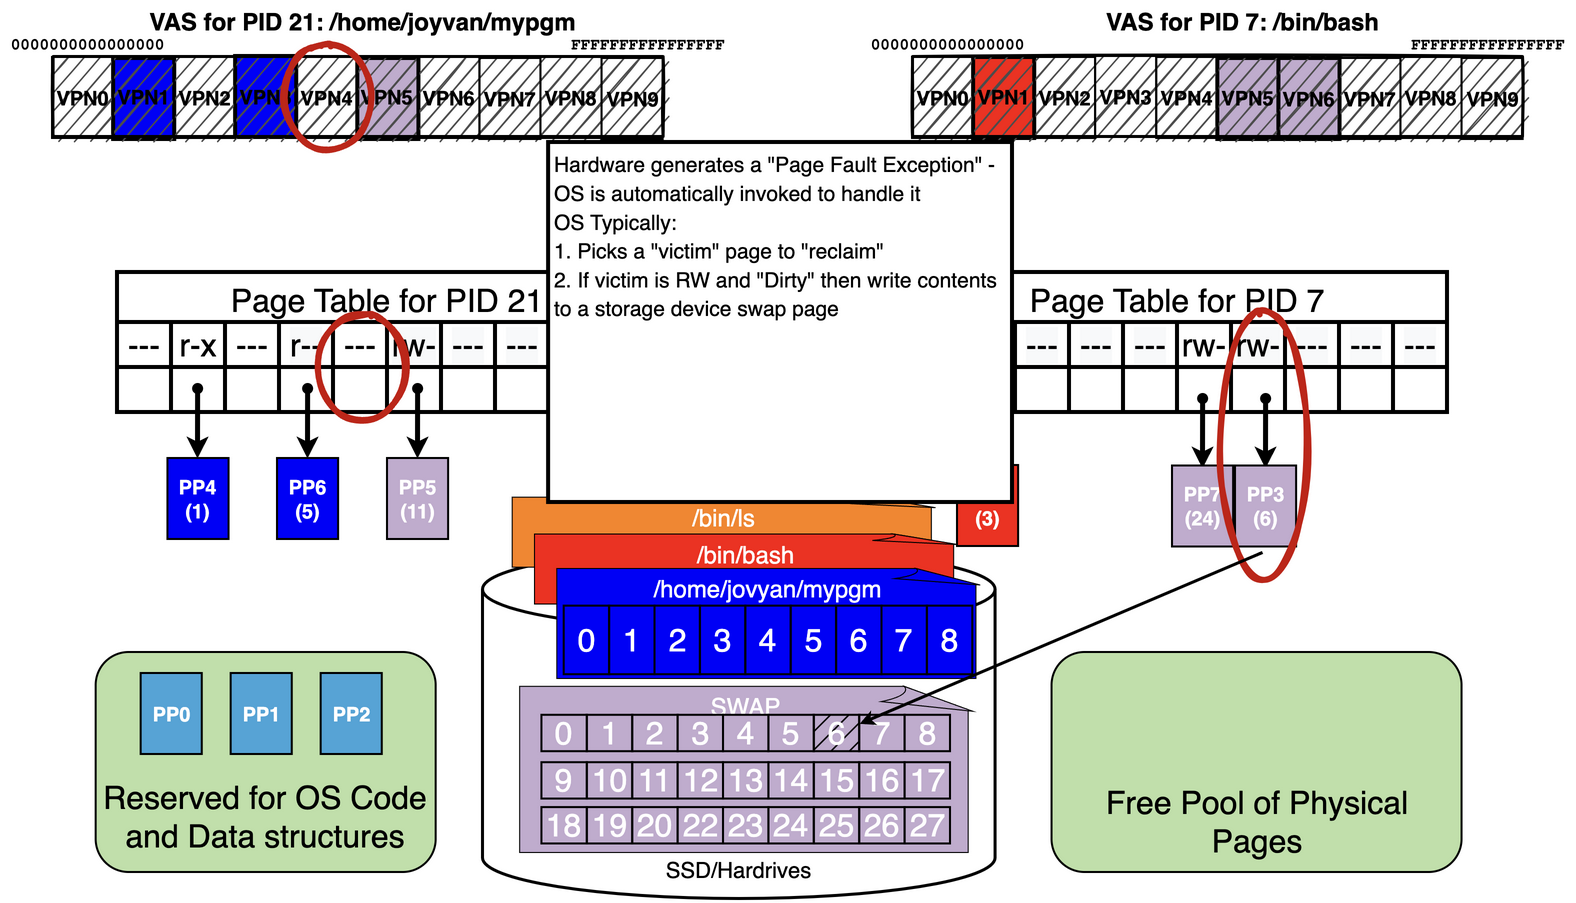 VAS for PID 21: /home/joyvan/mypgm
VAS for PID 7: /bin/bash
0000000000000000
FFFFFFFFFFFFFFFF
0000000000000000
FFFFFFFFFFFFFFFF
VPN0 VPN1 VPN2 VPN3 VPN4 VPN5 VPN6 VPN7 VPN8 VPN9
VPN0 VPN1 VPN2 VPN3 VPN4 VPN5 VPN6 VPN7 VPN8 VPN9
Hardware generates a "Page Fault Exception" -
OS is automatically invoked to handle it
OS Typically:
1. Picks a "victim" page to "reclaim"
2. If victim is RW and "Dirty" then write contents
to a storage device swap page
Page Table for PID 21
--- r-x --- r-- --- rw- --- ---
Page Table for PID 7
--- --- --- rw- rw- --- --- ---
PP4
(1)
PP6
(5)
PP5
(11)
(3)
PP7
(24)
PP3
(6)
/bin/ls
/bin/bash
/home/jovyan/mypgm
0 1 2 3 4 5 6 7 8
SWAP
0 1 2 3 4 5 6 7 8
9 10 11 12 13 14 15 16 17
18 19 20 22 23 24 25 26 27
SSD/Hardrives
PP0 PP1 PP2
Reserved for OS Code
and Data structures
Free Pool of Physical
Pages